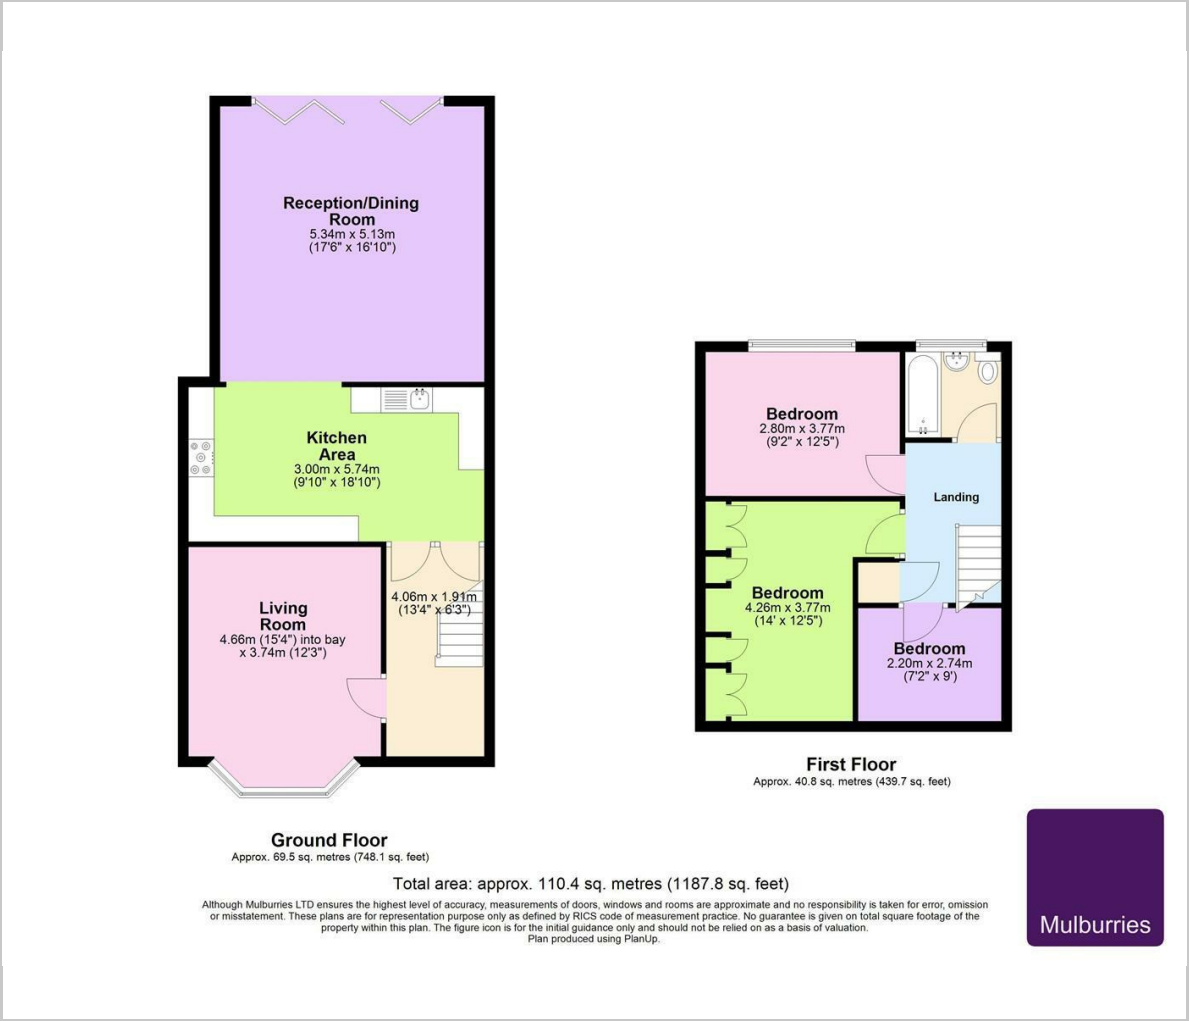 Reception/Dining
Room
5.34m x 5.13m
(17'6" x 16'10")
Kitchen
Area
3.00m x 5.74m
(9'10" x 18'10")
Living
Room
4.66m (15'4") into bay
x 3.74m (12'3")
4.06m x 1.91m
(13'4" x 6'3")
Ground Floor
Approx. 69.5 sq. metres (748.1 sq. feet)
Bedroom
2.80m x 3.77m
(9'2" x 12'5")
Landing
Bedroom
4.26m x 3.77m
(14' x 12'5")
Bedroom
2.20m x 2.74m
(7'2" x 9')
First Floor
Approx. 40.8 sq. metres (439.7 sq. feet)
Total area: approx. 110.4 sq. metres (1187.8 sq. feet)
Although Mulburries LTD ensures the highest level of accuracy, measurements of doors, windows and rooms are approximate and no responsibility is taken for error, omission
or misstatement. These plans are for representation purpose only as defined by RICS code of measurement practice. No guarantee is given on total square footage of the
property within this plan. The figure icon is for the initial guidance only and should not be relied on as a basis of valuation.
Plan produced using PlanUp.
Mulburries